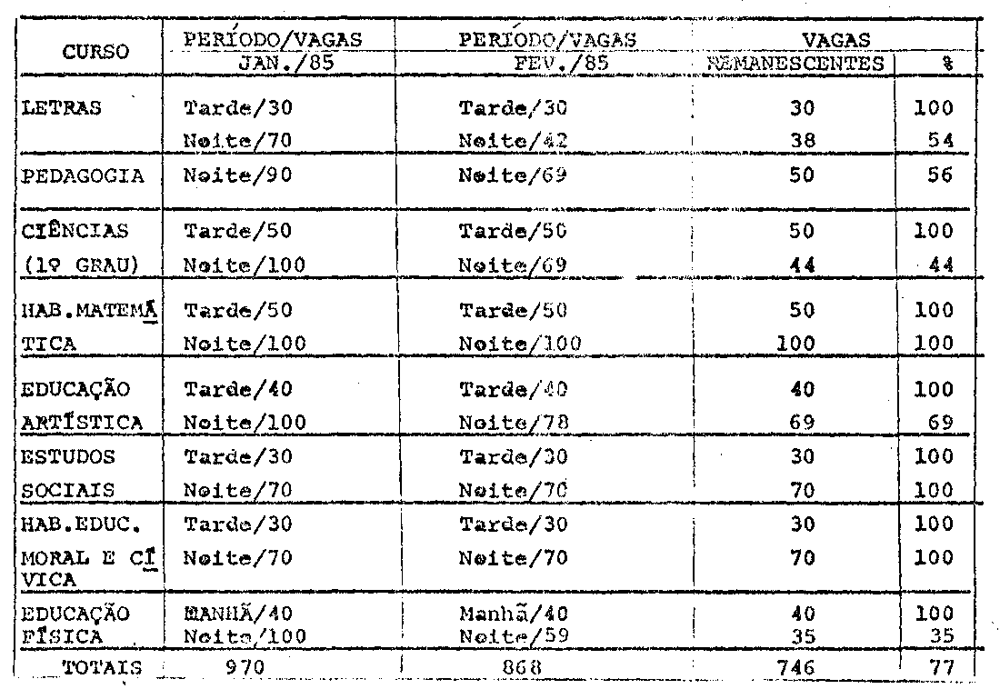 CURSO PERÍODO/VAGAS PERÍODO/VAGAS VAGAS
JAN./85 FEV./85 REMANESCENTES %
LETRAS Tarde/30 Tarde/30 30 100
Noite/70 Noite/42 38 54
PEDAGOGIA Noite/90 Noite/69 50 56
CIÊNCIAS Tarde/50 Tarde/50 50 100
(1º GRAU) Noite/100 Noite/69 44 44
HAB.MATEMÁ Tarde/50 Tarde/50 50 100
TICA Noite/100 Noite/100 100 100
EDUCAÇÃO Tarde/40 Tarde/40 40 100
ARTÍSTICA Noite/100 Noite/78 69 69
ESTUDOS Tarde/30 Tarde/30 30 100
SOCIAIS Noite/70 Noite/70 70 100
HAB.EDUC. Tarde/30 Tarde/30 30 100
MORAL E CÍ Noite/70 Noite/70 70 100
VICA
EDUCAÇÃO MANHÃ/40 Manhã/40 40 100
FÍSICA Noite/100 Noite/59 35 35
TOTAIS 970 868 746 77